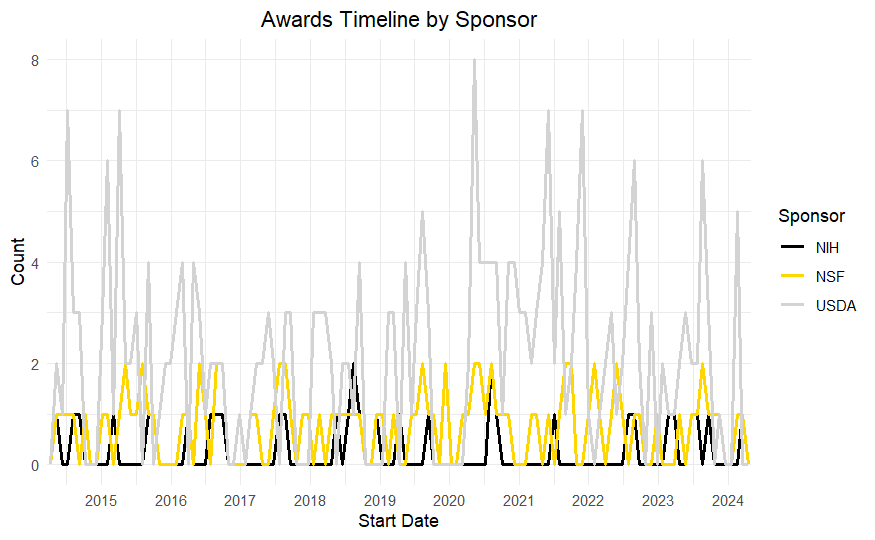 Awards Timeline by Sponsor
8
6
4
2
0
Count
2015 2016 2017 2018 2019 2020 2021 2022 2023 2024
Start Date
Sponsor
NIH
NSF
USDA